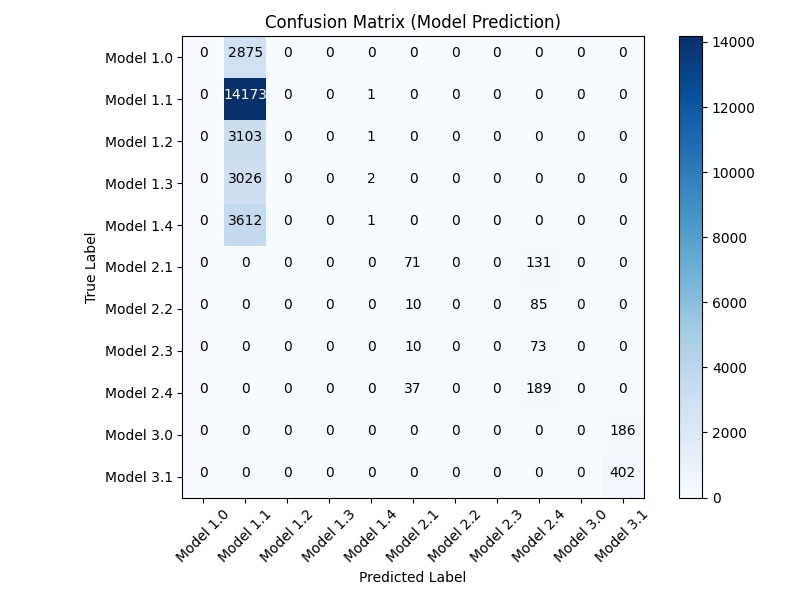 Confusion Matrix (Model Prediction)
Model 1.0 0 2875 0 0 0 0 0 0 0 0 0
Model 1.1 0 14173 0 0 1 0 0 0 0 0 0
Model 1.2 0 3103 0 0 1 0 0 0 0 0 0
Model 1.3 0 3026 0 0 2 0 0 0 0 0 0
Model 1.4 0 3612 0 0 1 0 0 0 0 0 0
Model 2.1 0 0 0 0 0 71 0 0 131 0 0
Model 2.2 0 0 0 0 0 10 0 0 85 0 0
Model 2.3 0 0 0 0 0 10 0 0 73 0 0
Model 2.4 0 0 0 0 0 37 0 0 189 0 0
Model 3.0 0 0 0 0 0 0 0 0 0 0 186
Model 3.1 0 0 0 0 0 0 0 0 0 0 402
True Label
Model 1.0 Model 1.1 Model 1.2 Model 1.3 Model 1.4 Model 2.1 Model 2.2 Model 2.3 Model 2.4 Model 3.0 Model 3.1
Predicted Label
14000
12000
10000
8000
6000
4000
2000
0